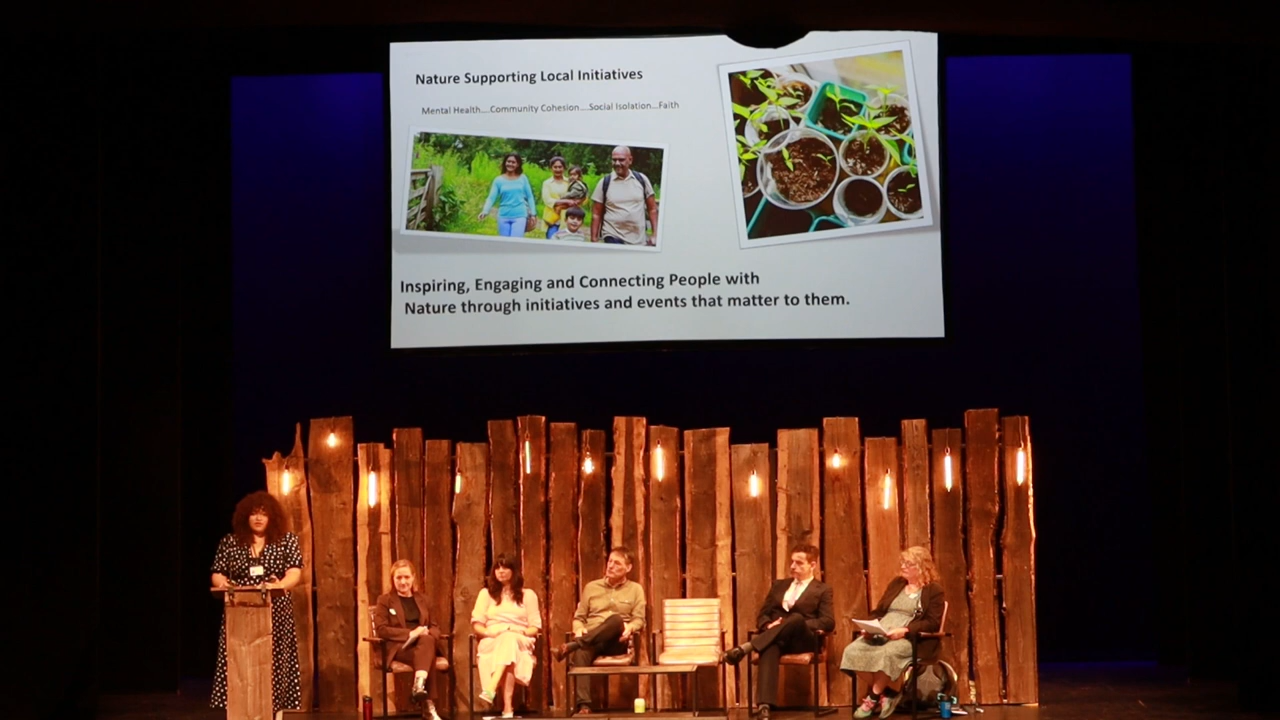 Nature Supporting Local Initiatives
Mental Health....Community Cohesion....Social Isolation...Faith
Inspiring, Engaging and Connecting People with
Nature through initiatives and events that matter to them.